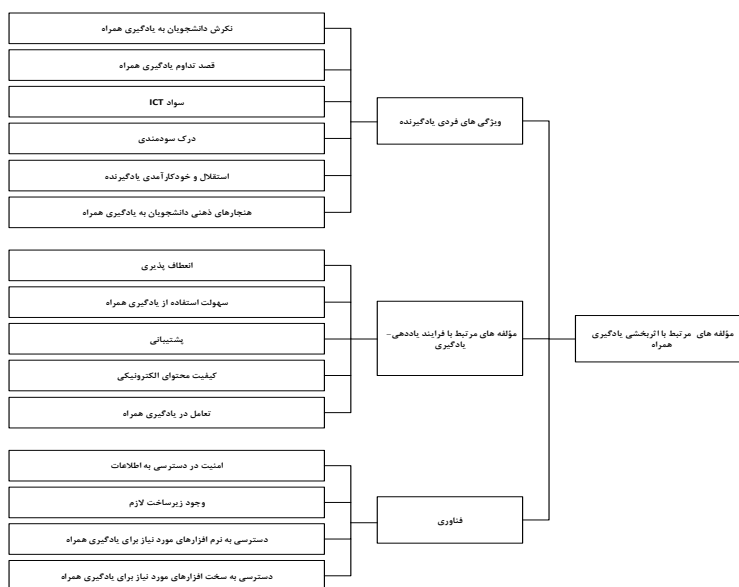 مؤلفه های مرتبط با اثربخشی یادگیری
همراه
ویژگی های فردی یادگیرنده
نگرش دانشجویان به یادگیری همراه
قصد تداوم یادگیری همراه
سواد ICT
درک سودمندی
استقلال و خودکارآمدی یادگیرنده
هنجارهای ذهنی دانشجویان به یادگیری همراه
مؤلفه های مرتبط با فرایند یاددهی-
یادگیری
انعطاف پذیری
سهولت استفاده از یادگیری همراه
پشتیبانی
کیفیت محتوای الکترونیکی
تعامل در یادگیری همراه
فناوری
امنیت در دسترسی به اطلاعات
وجود زیرساخت لازم
دسترسی به نرم افزارهای مورد نیاز برای یادگیری همراه
دسترسی به سخت افزارهای مورد نیاز برای یادگیری همراه